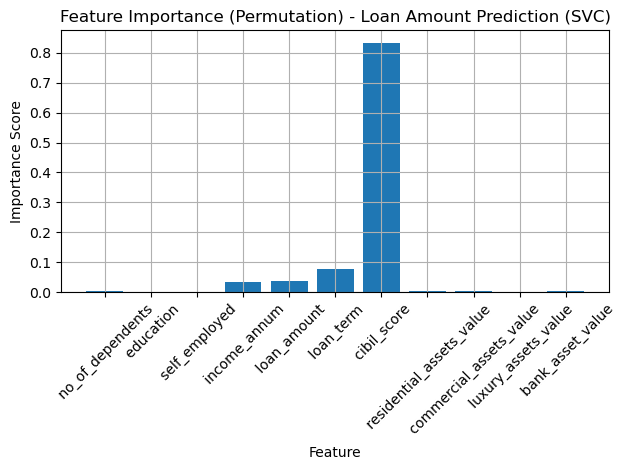 Feature Importance (Permutation) - Loan Amount Prediction (SVC)
Importance Score
0.8
0.7
0.6
0.5
0.4
0.3
0.2
0.1
0.0
no_of_dependents
education
self_employed
income_annum
loan_amount
loan_term
cibil_score
residential_assets_value
commercial_assets_value
luxury_assets_value
bank_asset_value
Feature